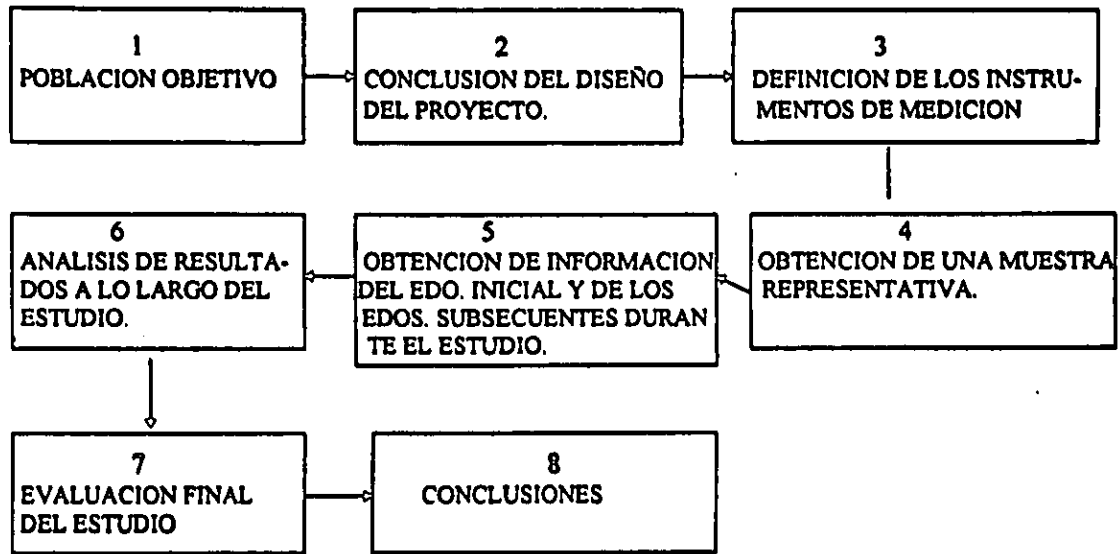 1
POBLACION OBJETIVO
2
CONCLUSION DEL DISEÑO
DEL PROYECTO.
3
DEFINICION DE LOS INSTRU-
MENTOS DE MEDICION
4
OBTENCION DE UNA MUESTRA
REPRESENTATIVA.
5
OBTENCION DE INFORMACION
DEL EDO. INICIAL Y DE LOS
EDOS. SUBSECUENTES DURAN
TE EL ESTUDIO.
6
ANALISIS DE RESULTA-
DOS A LO LARGO DEL
ESTUDIO.
7
EVALUACION FINAL
DEL ESTUDIO
8
CONCLUSIONES